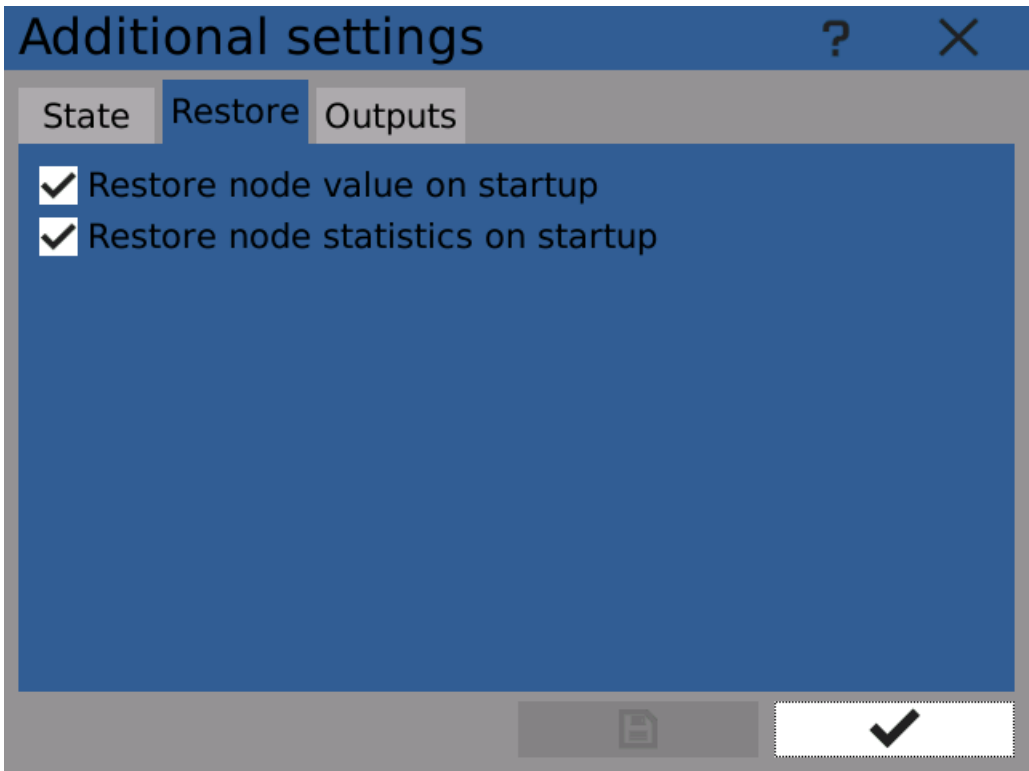 Additional settings ?
State Restore Outputs
Restore node value on startup
Restore node statistics on startup